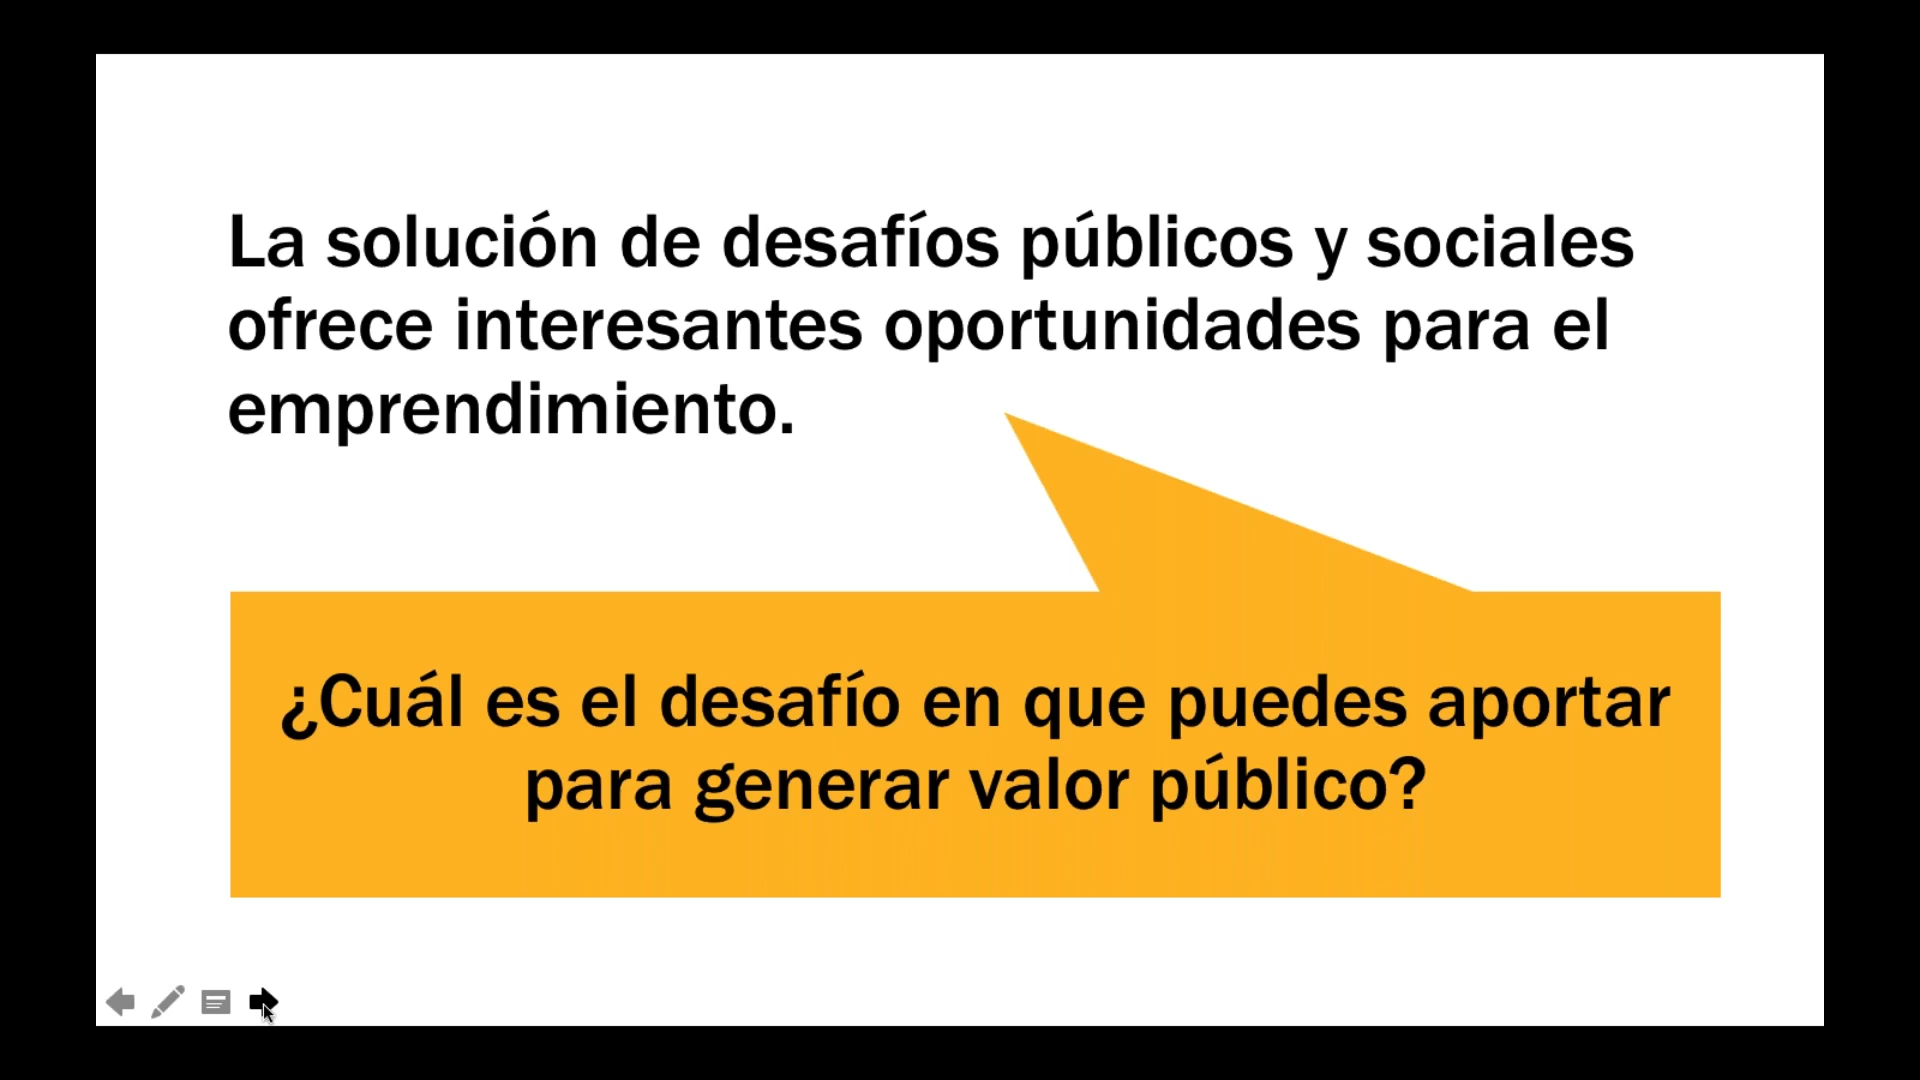 La solución de desafíos públicos y sociales
ofrece interesantes oportunidades para el
emprendimiento.
¿Cuál es el desafío en que puedes aportar
para generar valor público?